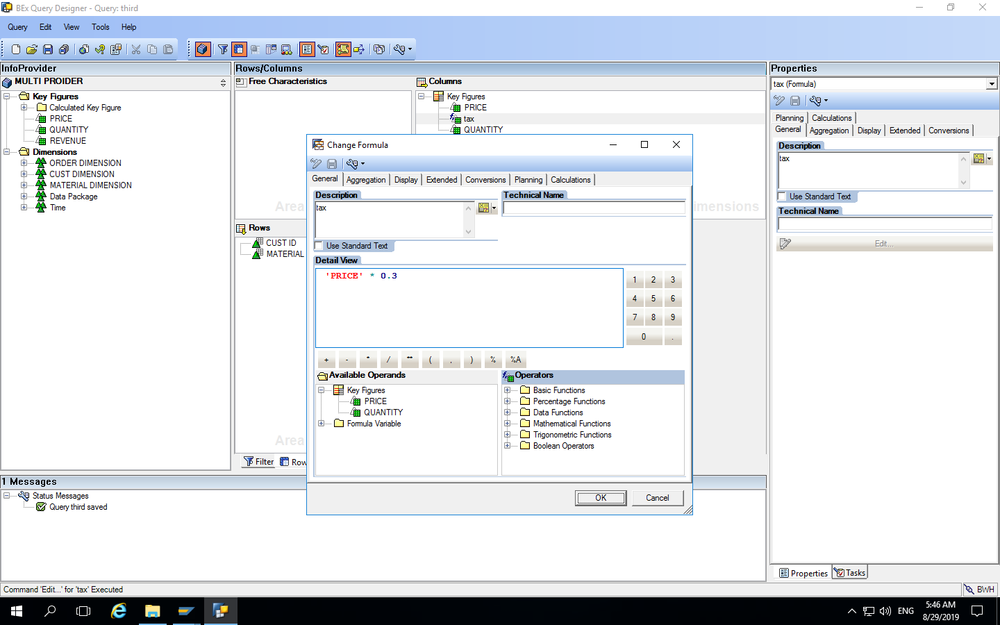 BEx Query Designer - Query: third
Query Edit View Tools Help
InfoProvider
MULTI PROIDER
Key Figures
Calculated Key Figure
PRICE
QUANTITY
REVENUE
Dimensions
ORDER DIMENSION
CUST DIMENSION
MATERIAL DIMENSION
Data Package
Time
Rows/Columns
Free Characteristics
Columns
Key Figures
PRICE
tax
QUANTITY
Area
Rows
CUST ID
MATERIAL
Area
Filter
Row
Change Formula
General Aggregation Display Extended Conversions Planning Calculations
Description
tax
Use Standard Text
Technical Name
Detail View
'PRICE' * 0.3
1 2 3
4 5 6
7 8 9
0 .
+ - * / ** ( , ) % %A
Available Operands
Key Figures
PRICE
QUANTITY
Formula Variable
Operators
Basic Functions
Percentage Functions
Data Functions
Mathematical Functions
Trigonometric Functions
Boolean Operators
OK Cancel
imensions
Properties
tax (Formula)
Planning Calculations
General Aggregation Display Extended Conversions
Description
tax
Use Standard Text
Technical Name
Edit...
Properties Tasks
1 Messages
Status Messages
Query third saved
Command 'Edit...' for 'tax' Executed
BWH
ENG
5:46 AM
8/29/2019